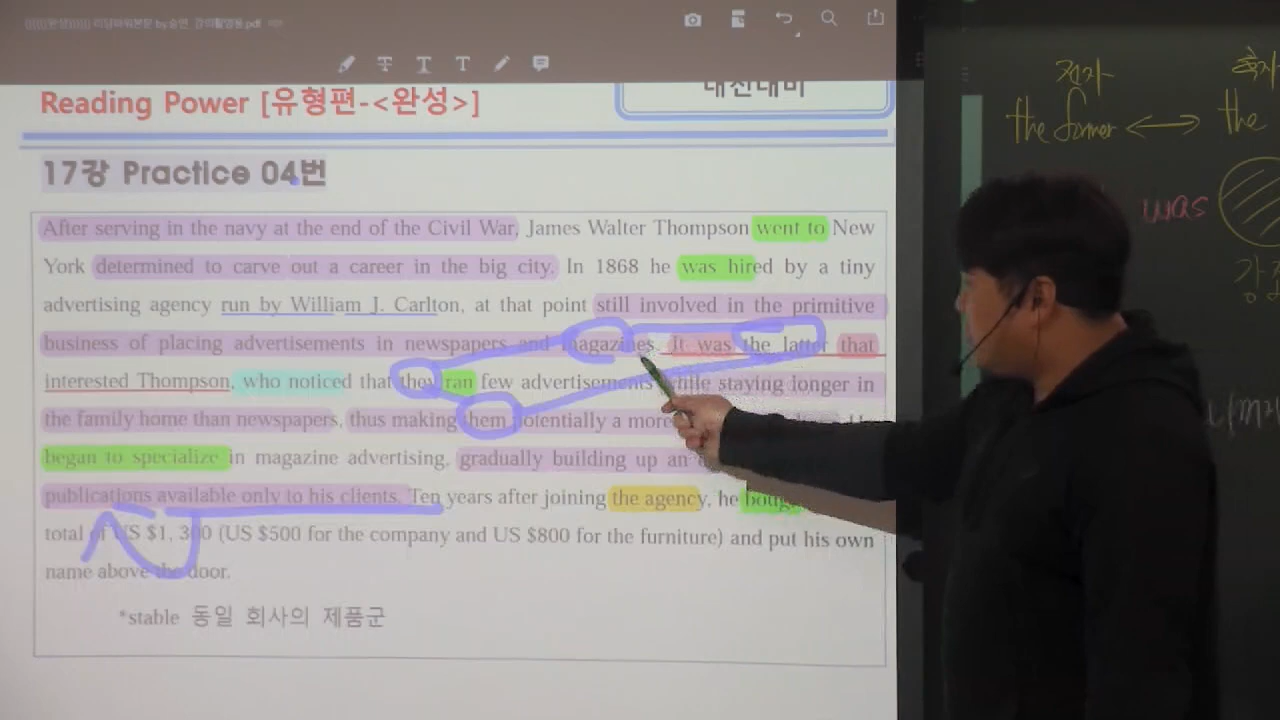 Reading Power [유형편-<완성>]
17강 Practice 04번
After serving in the navy at the end of the Civil War, James Walter Thompson went to New
York determined to carve out a career in the big city. In 1868 he was hired by a tiny
advertising agency run by William J. Carlton, at that point still involved in the primitive
business of placing advertisements in newspapers and magazines. It was the latter that
interested Thompson, who noticed that they ran few advertisements while staying longer in
the family home than newspapers, thus making them potentially a more
began to specialize in magazine advertising, gradually building up an
publications available only to his clients. Ten years after joining the agency, he
total of US $1, 300 (US $500 for the company and US $800 for the furniture) and put his own
name above the door.
*stable 동일 회사의 제품군
전자
the former ↔ the
was